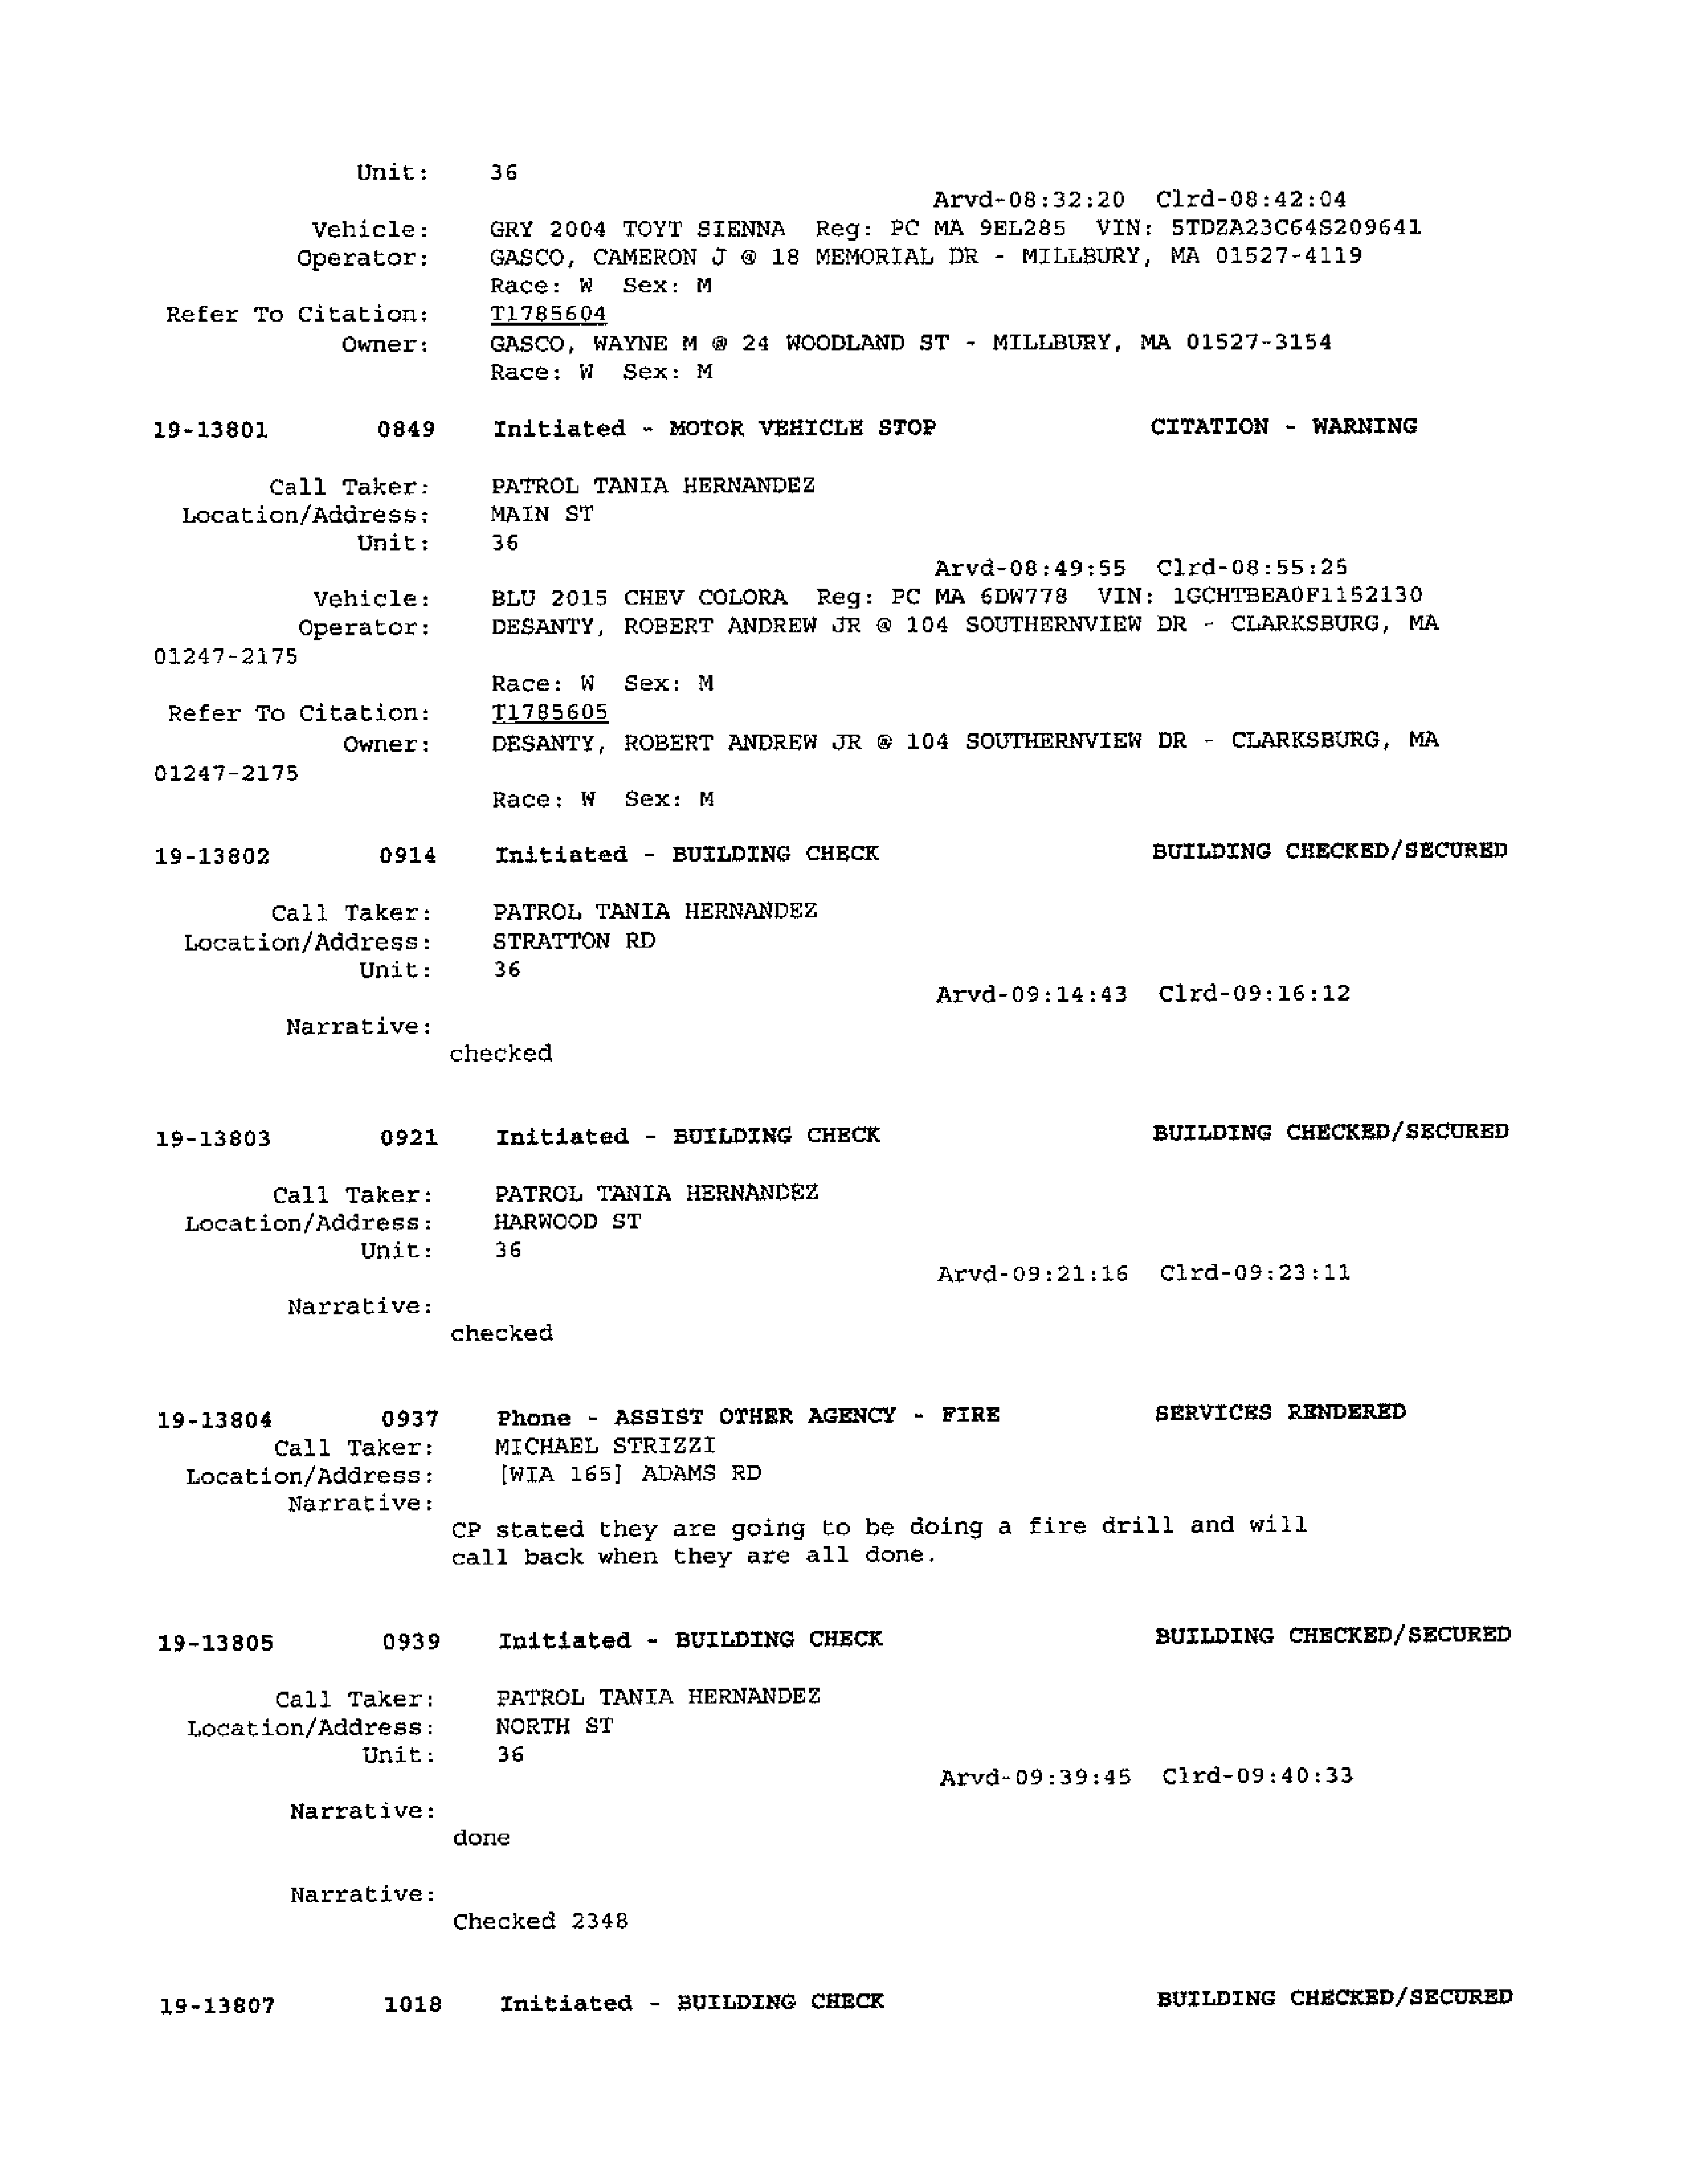 Unit: 36
Arvd-08:32:20 Clrd-08:42:04
Vehicle: GRY 2004 TOYT SIENNA Reg: PC MA 9EL285 VIN: 5TDZA23C64S209641
Operator: GASCO, CAMERON J @ 18 MEMORIAL DR - MILLBURY, MA 01527-4119
Race: W Sex: M
Refer To Citation: T1785604
Owner: GASCO, WAYNE M @ 24 WOODLAND ST - MILLBURY, MA 01527-3154
Race: W Sex: M
19-13801 0849 Initiated - MOTOR VEHICLE STOP CITATION - WARNING
Call Taker: PATROL TANIA HERNANDEZ
Location/Address: MAIN ST
Unit: 36
Arvd-08:49:55 Clrd-08:55:25
Vehicle: BLU 2015 CHEV COLORA Reg: PC MA 6DW778 VIN: 1GCHTBEA0F1152130
Operator: DESANTY, ROBERT ANDREW JR @ 104 SOUTHERNVIEW DR - CLARKSBURG, MA
01247-2175
Race: W Sex: M
Refer To Citation: T1785605
Owner: DESANTY, ROBERT ANDREW JR @ 104 SOUTHERNVIEW DR - CLARKSBURG, MA
01247-2175
Race: W Sex: M
19-13802 0914 Initiated - BUILDING CHECK BUILDING CHECKED/SECURED
Call Taker: PATROL TANIA HERNANDEZ
Location/Address: STRATTON RD
Unit: 36
Arvd-09:14:43 Clrd-09:16:12
Narrative:
checked
19-13803 0921 Initiated - BUILDING CHECK BUILDING CHECKED/SECURED
Call Taker: PATROL TANIA HERNANDEZ
Location/Address: HARWOOD ST
Unit: 36
Arvd-09:21:16 Clrd-09:23:11
Narrative:
checked
19-13804 0937 Phone - ASSIST OTHER AGENCY - FIRE SERVICES RENDERED
Call Taker: MICHAEL STRIZZI
Location/Address: [WIA 165] ADAMS RD
Narrative:
CP stated they are going to be doing a fire drill and will
call back when they are all done.
19-13805 0939 Initiated - BUILDING CHECK BUILDING CHECKED/SECURED
Call Taker: PATROL TANIA HERNANDEZ
Location/Address: NORTH ST
Unit: 36
Arvd-09:39:45 Clrd-09:40:33
Narrative:
done
Narrative:
Checked 2348
19-13807 1018 Initiated - BUILDING CHECK BUILDING CHECKED/SECURED